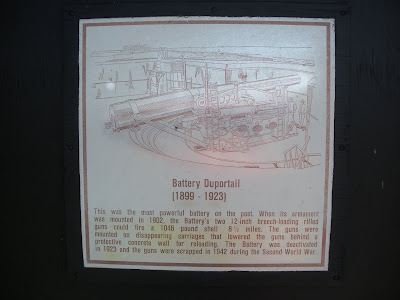 Battery Duportail
(1899 - 1923)
This was the most powerful battery on the post. When its armament
was mounted in 1902, the Battery's two 12-inch breech-loading rifled
guns could fire a 1046 pound shell 8½ miles. The guns were
mounted on disappearing carriages that lowered the guns behind a
protective concrete wall for reloading. The Battery was deactivated
in 1923 and the guns were scrapped in 1942 during the Second World War.